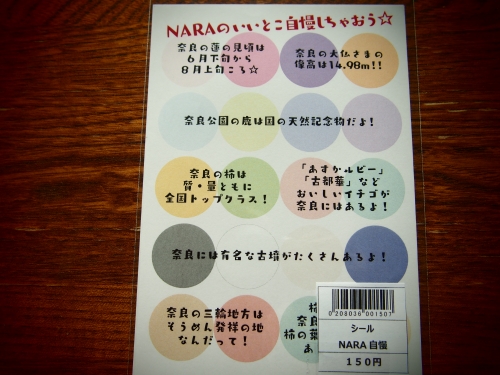 NARAのいいとこ自慢しちゃおう☆
奈良の蓮の見頃は
6月下旬から
8月上旬ころ☆
奈良の大仏さまの
像高は14.98m!!
奈良公園の鹿は国の天然記念物だよ！
奈良の柿は
質・量ともに
全国トップクラス！
「あすかルビー」
「古都華」など
おいしいイチゴが
奈良にはあるよ！
奈良には有名な古墳がたくさんあるよ！
奈良の三輪地方は
そうめん発祥の地
なんだって！
柿
奈良
柿の葉
あ
0208036001507
シール
NARA自慢
150円